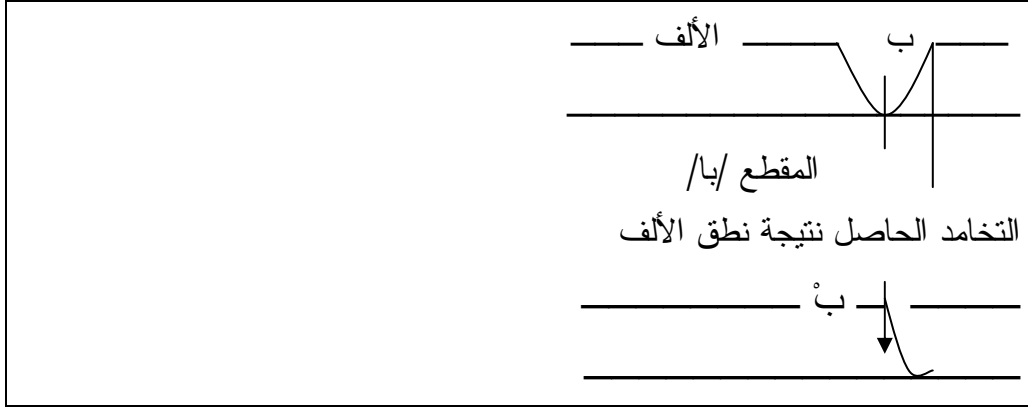 ب الألف
المقطع /با/
التخامد الحاصل نتيجة نطق الألف
بْ